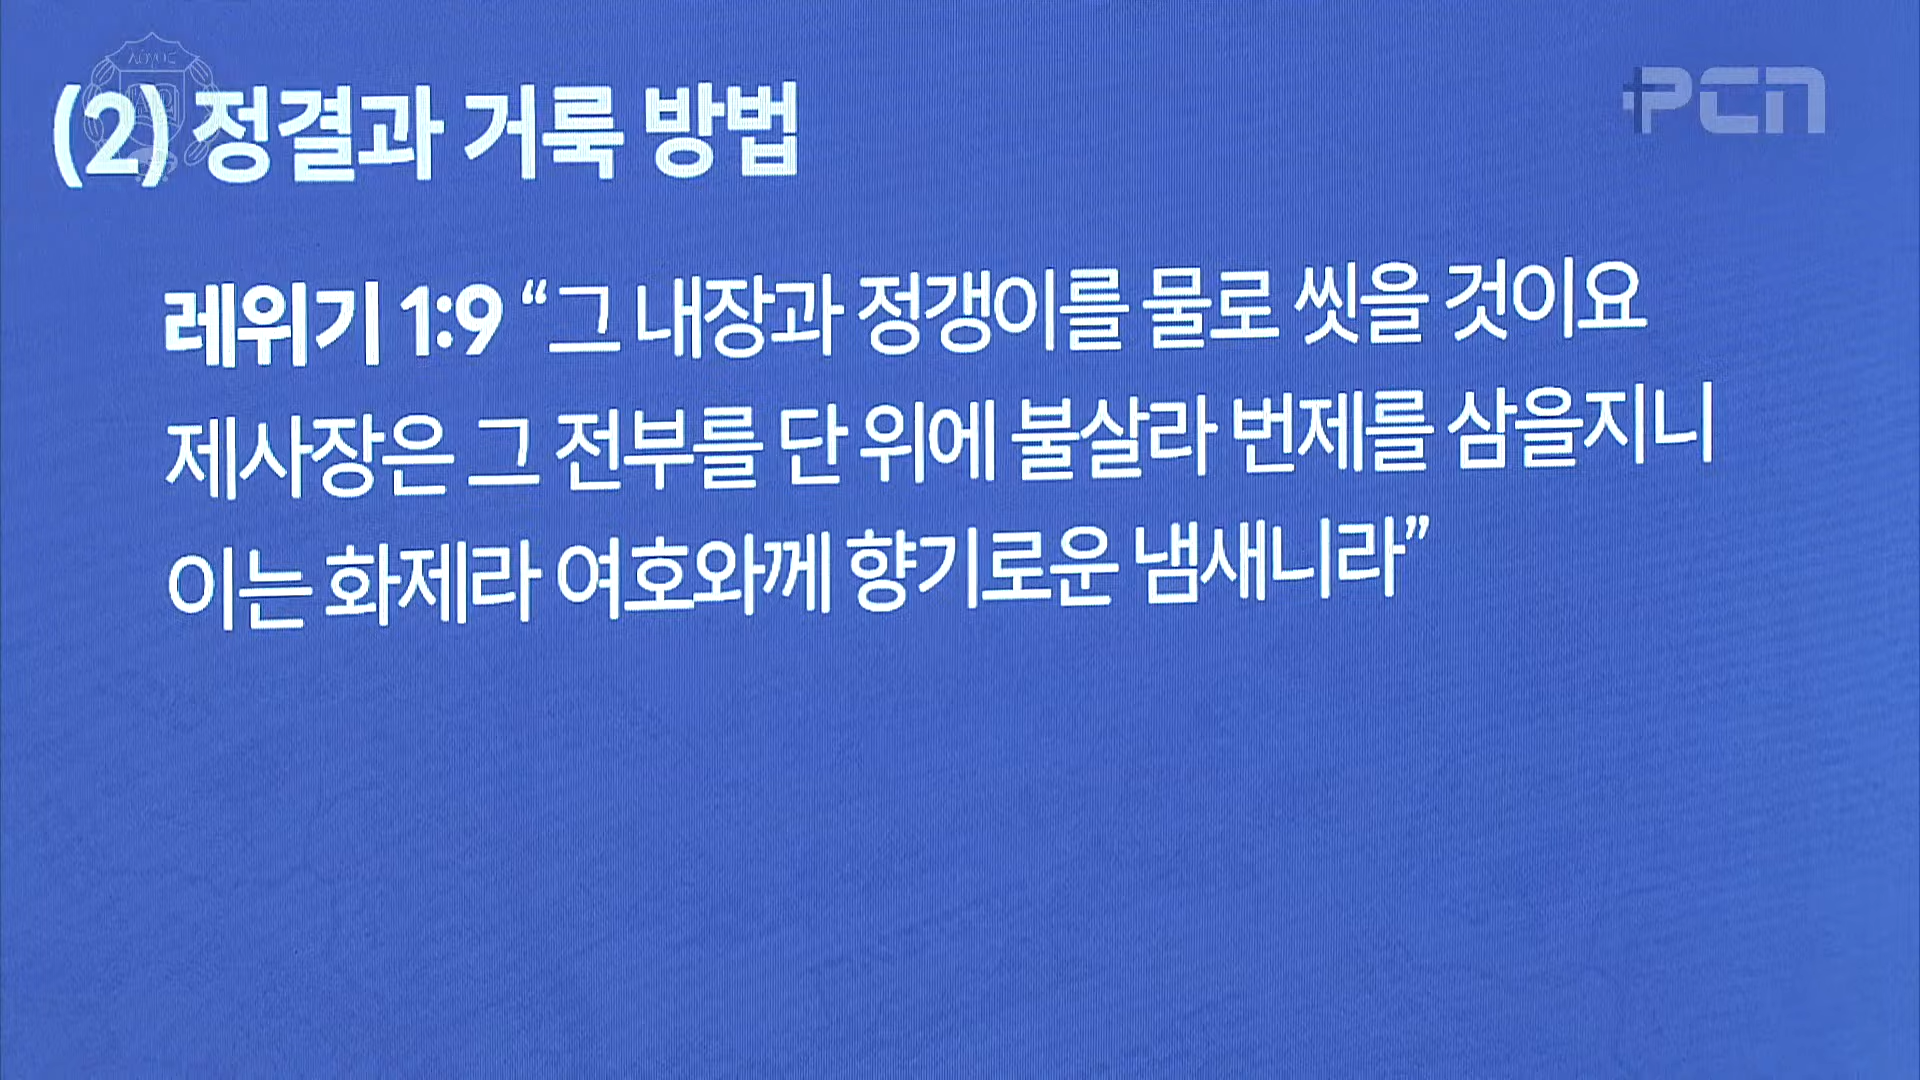 (2) 정결과 거룩 방법
PCN
레위기 1:9 “그 내장과 정갱이를 물로 씻을 것이요
제사장은 그 전부를 단 위에 불살라 번제를 삼을지니
이는 화제라 여호와께 향기로운 냄새니라”